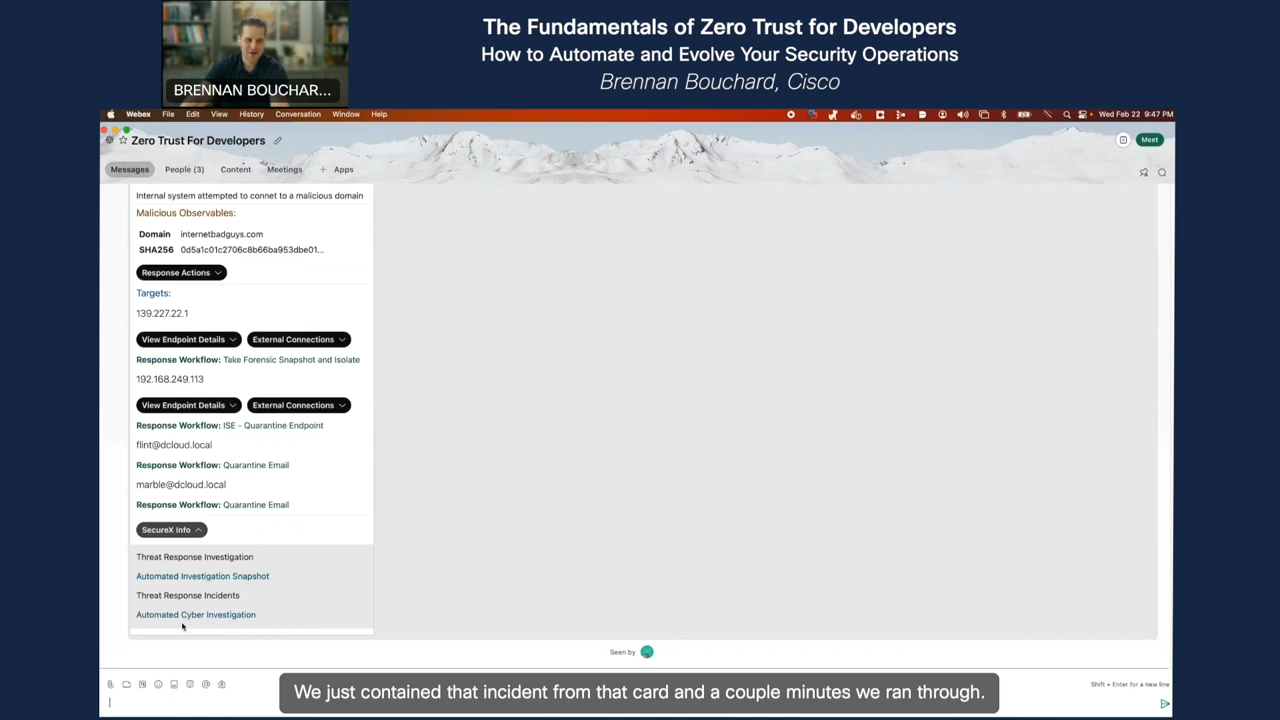 The Fundamentals of Zero Trust for Developers
How to Automate and Evolve Your Security Operations
Brennan Bouchard, Cisco
BRENNAN BOUCHAR...
Webex File Edit View History Conversation Window Help Wed Feb 22 9:47 PM
Zero Trust For Developers Meet
Messages People (3) Content Meetings + Apps
Internal system attempted to connet to a malicious domain
Malicious Observables:
Domain internetbadguys.com
SHA256 0d5a1c01c2706c8b66ba953dbe01...
Response Actions
Targets:
139.227.22.1
View Endpoint Details External Connections
Response Workflow: Take Forensic Snapshot and Isolate
192.168.249.113
View Endpoint Details External Connections
Response Workflow: ISE - Quarantine Endpoint
flint@dcloud.local
Response Workflow: Quarantine Email
marble@dcloud.local
Response Workflow: Quarantine Email
SecureX Info
Threat Response Investigation
Automated Investigation Snapshot
Threat Response Incidents
Automated Cyber Investigation
Seen by
Shift + Enter for a new line
We just contained that incident from that card and a couple minutes we ran through.